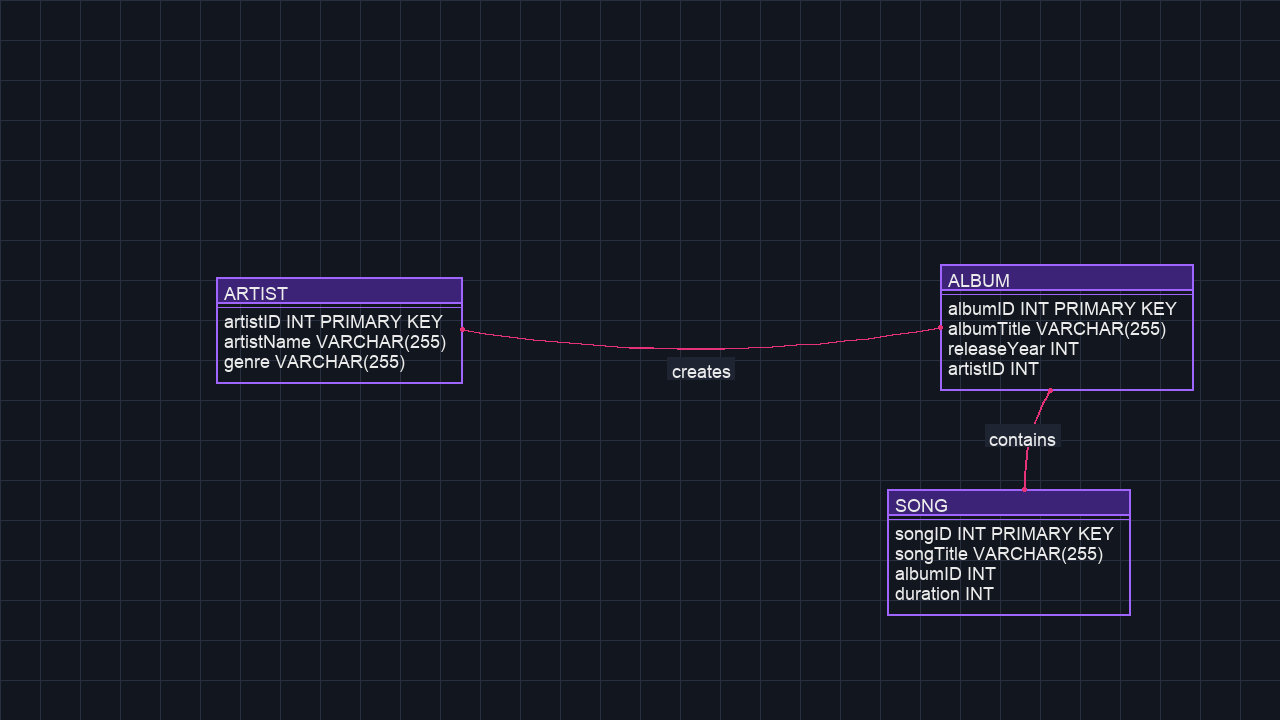 ARTIST
artistID INT PRIMARY KEY
artistName VARCHAR(255)
genre VARCHAR(255)
creates
ALBUM
albumID INT PRIMARY KEY
albumTitle VARCHAR(255)
releaseYear INT
artistID INT
contains
SONG
songID INT PRIMARY KEY
songTitle VARCHAR(255)
albumID INT
duration INT